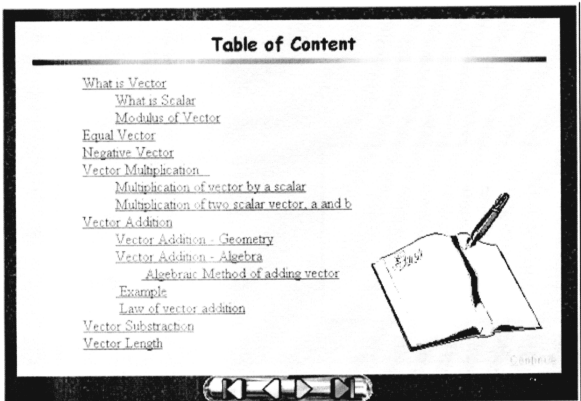 Table of Content
What is Vector
What is Scalar
Modulus of Vector
Equal Vector
Negative Vector
Vector Multiplication
Multiplication of vector by a scalar
Multiplication of two scalar vector, a and b
Vector Addition
Vector Addition - Geometry
Vector Addition - Algebra
Algebraic Method of adding vector
Example
Law of vector addition
Vector Substraction
Vector Length